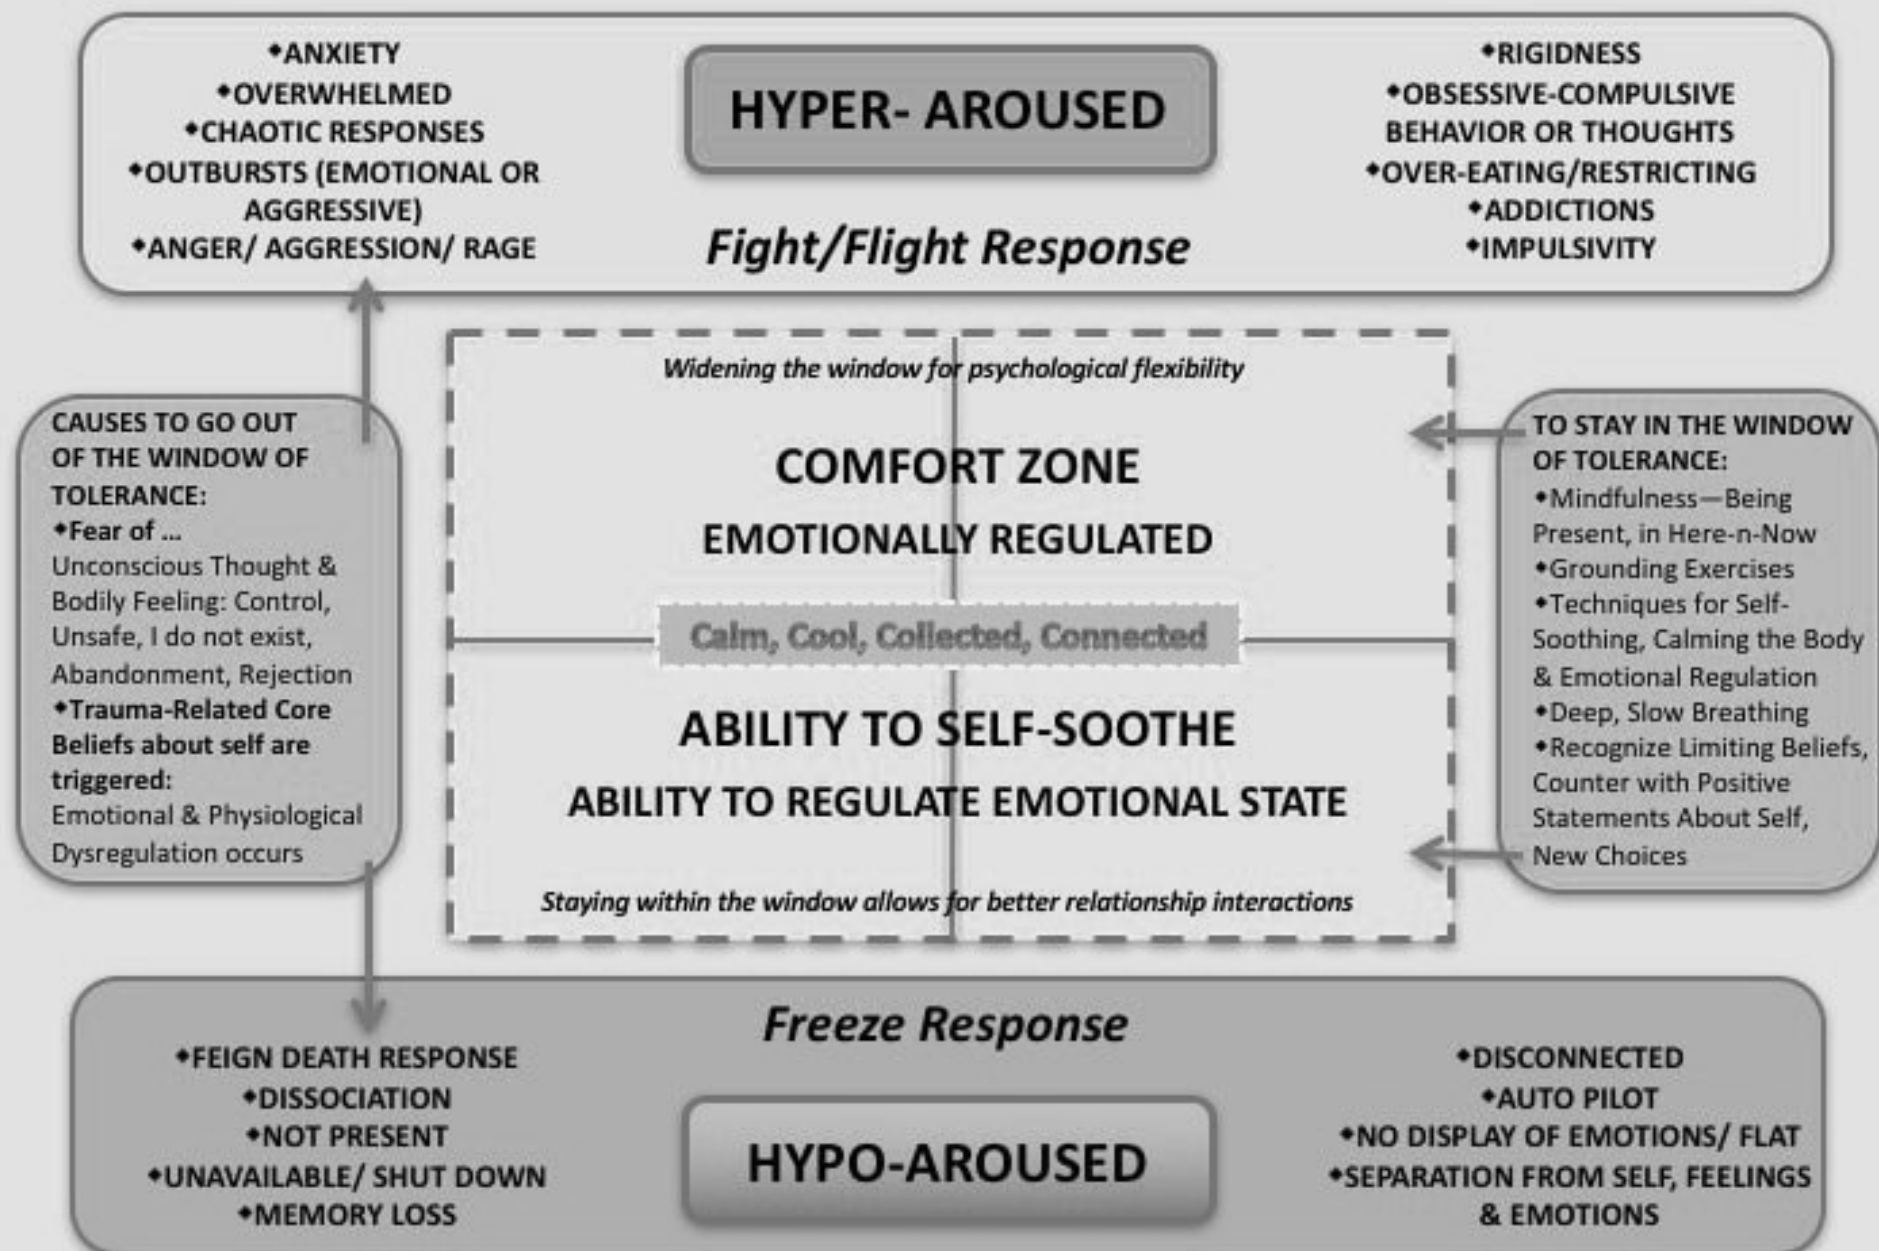 ◆ANXIETY
◆OVERWHELMED
◆CHAOTIC RESPONSES
◆OUTBURSTS (EMOTIONAL OR
AGGRESSIVE)
◆ANGER/ AGGRESSION/ RAGE
HYPER- AROUSED
Fight/Flight Response
◆RIGIDNESS
◆OBSESSIVE-COMPULSIVE
BEHAVIOR OR THOUGHTS
◆OVER-EATING/RESTRICTING
◆ADDICTIONS
◆IMPULSIVITY
CAUSES TO GO OUT
OF THE WINDOW OF
TOLERANCE:
◆Fear of ...
Unconscious Thought &
Bodily Feeling: Control,
Unsafe, I do not exist,
Abandonment, Rejection
◆Trauma-Related Core
Beliefs about self are
triggered:
Emotional & Physiological
Dysregulation occurs
Widening the window for psychological flexibility
COMFORT ZONE
EMOTIONALLY REGULATED
Calm, Cool, Collected, Connected
ABILITY TO SELF-SOOTHE
ABILITY TO REGULATE EMOTIONAL STATE
Staying within the window allows for better relationship interactions
TO STAY IN THE WINDOW
OF TOLERANCE:
◆Mindfulness—Being
Present, in Here-n-Now
◆Grounding Exercises
◆Techniques for Self-
Soothing, Calming the Body
& Emotional Regulation
◆Deep, Slow Breathing
◆Recognize Limiting Beliefs,
Counter with Positive
Statements About Self,
New Choices
Freeze Response
◆FEIGN DEATH RESPONSE
◆DISSOCIATION
◆NOT PRESENT
◆UNAVAILABLE/ SHUT DOWN
◆MEMORY LOSS
HYPO-AROUSED
◆DISCONNECTED
◆AUTO PILOT
◆NO DISPLAY OF EMOTIONS/ FLAT
◆SEPARATION FROM SELF, FEELINGS
& EMOTIONS